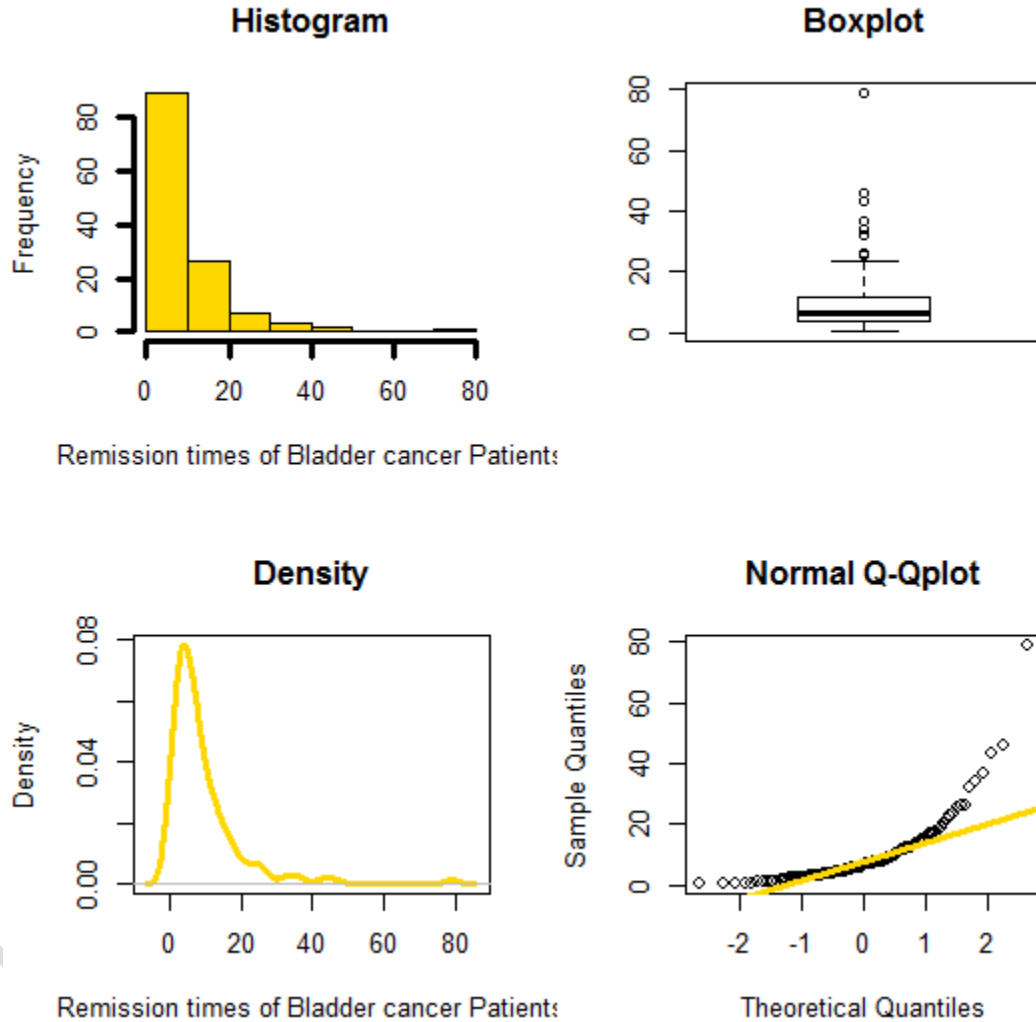 Histogram
Frequency
0 20 40 60 80
0 20 40 60 80
Remission times of Bladder cancer Patients
Boxplot
0 20 40 60 80
Density
Density
0.00 0.04 0.08
0 20 40 60 80
Remission times of Bladder cancer Patients
Normal Q-Qplot
Sample Quantiles
0 20 40 60 80
-2 -1 0 1 2
Theoretical Quantiles